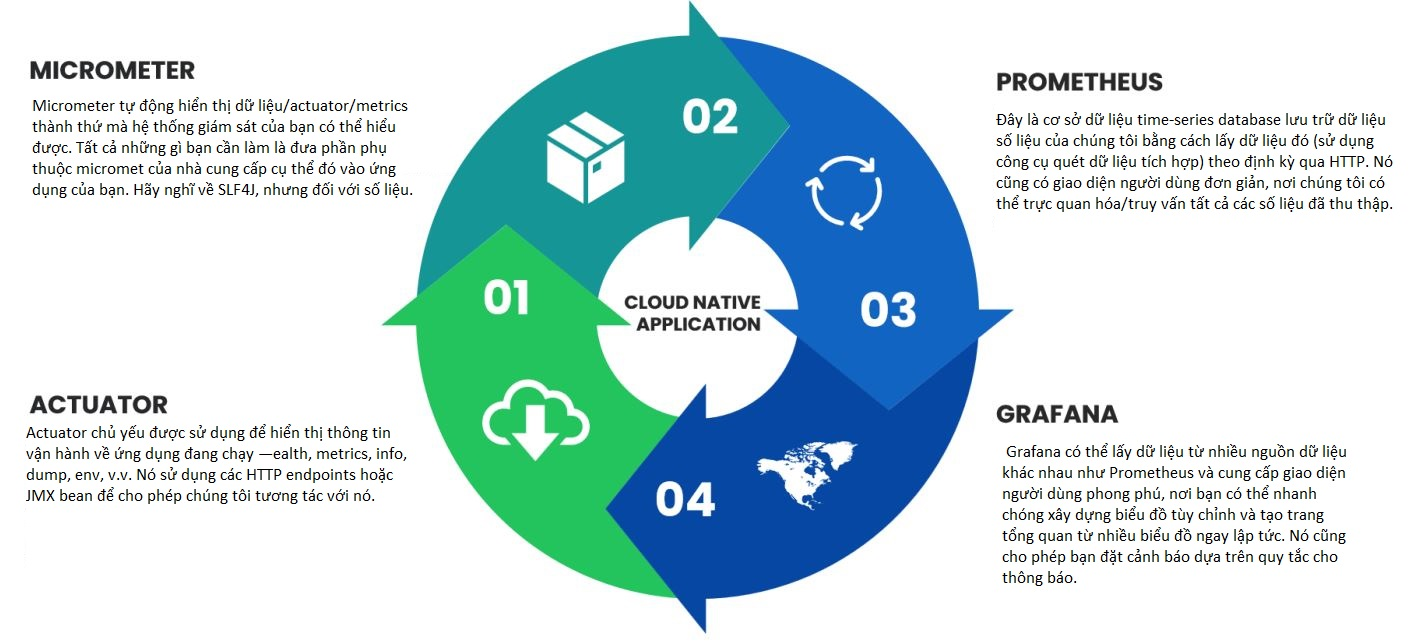 MICROMETER
Micrometer tự động hiển thị dữ liệu/actuator/metrics
thành thứ mà hệ thống giám sát của bạn có thể hiểu
được. Tất cả những gì bạn cần làm là đưa phần phụ
thuộc micromet của nhà cung cấp cụ thể đó vào ứng
dụng của bạn. Hãy nghĩ về SLF4J, nhưng đối với số liệu.
ACTUATOR
Actuator chủ yếu được sử dụng để hiển thị thông tin
vận hành về ứng dụng đang chạy —ealth, metrics, info,
dump, env, v.v. Nó sử dụng các HTTP endpoints hoặc
JMX bean để cho phép chúng tôi tương tác với nó.
01
02
03
04
CLOUD NATIVE
APPLICATION
PROMETHEUS
Đây là cơ sở dữ liệu time-series database lưu trữ dữ liệu
số liệu của chúng tôi bằng cách lấy dữ liệu đó (sử dụng
công cụ quét dữ liệu tích hợp) theo định kỳ qua HTTP. Nó
cũng có giao diện người dùng đơn giản, nơi chúng tôi có
thể trực quan hóa/truy vấn tất cả các số liệu đã thu thập.
GRAFANA
Grafana có thể lấy dữ liệu từ nhiều nguồn dữ liệu
khác nhau như Prometheus và cung cấp giao diện
người dùng phong phú, nơi bạn có thể nhanh
chóng xây dựng biểu đồ tùy chỉnh và tạo trang
tổng quan từ nhiều biểu đồ ngay lập tức. Nó cũng
cho phép bạn đặt cảnh báo dựa trên quy tắc cho
thông báo.